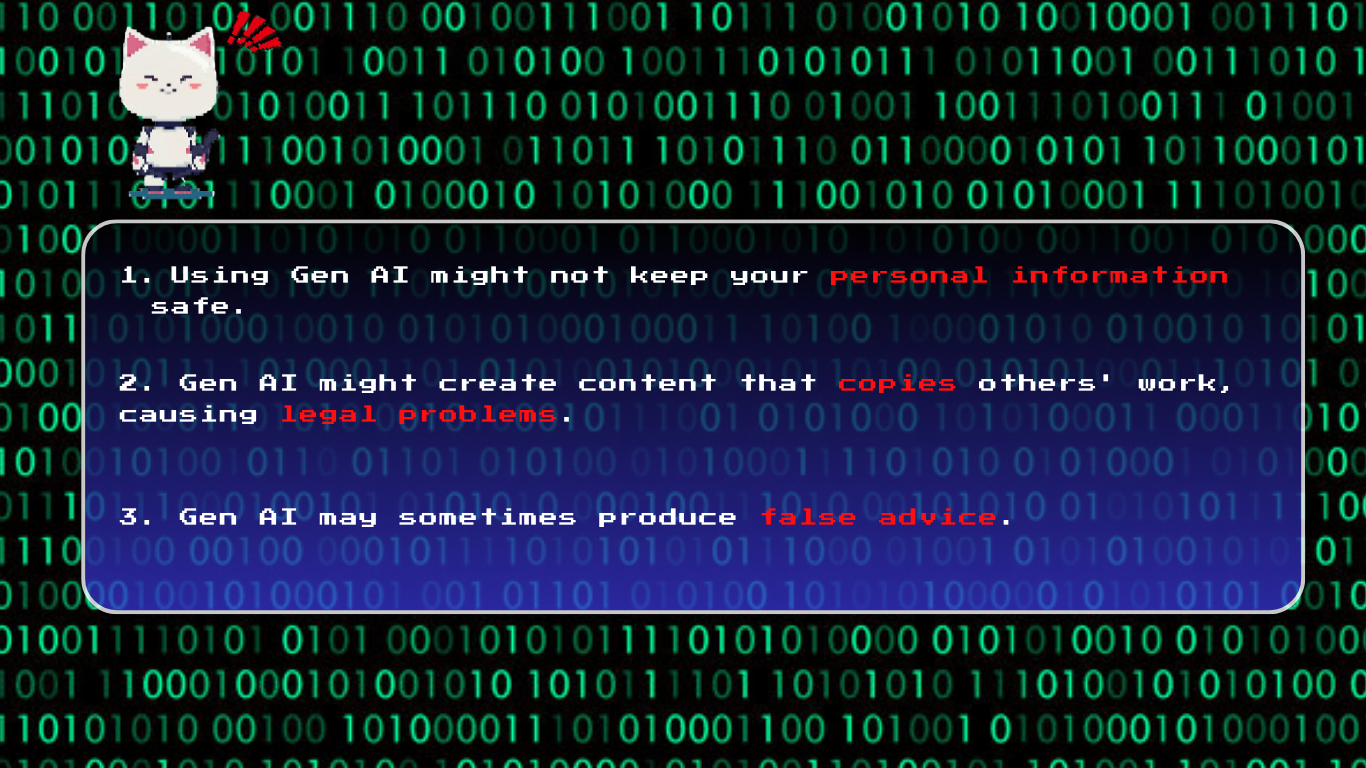 1. Using Gen AI might not keep your personal information
safe.
2. Gen AI might create content that copies others' work,
causing legal problems.
3. Gen AI may sometimes produce false advice.